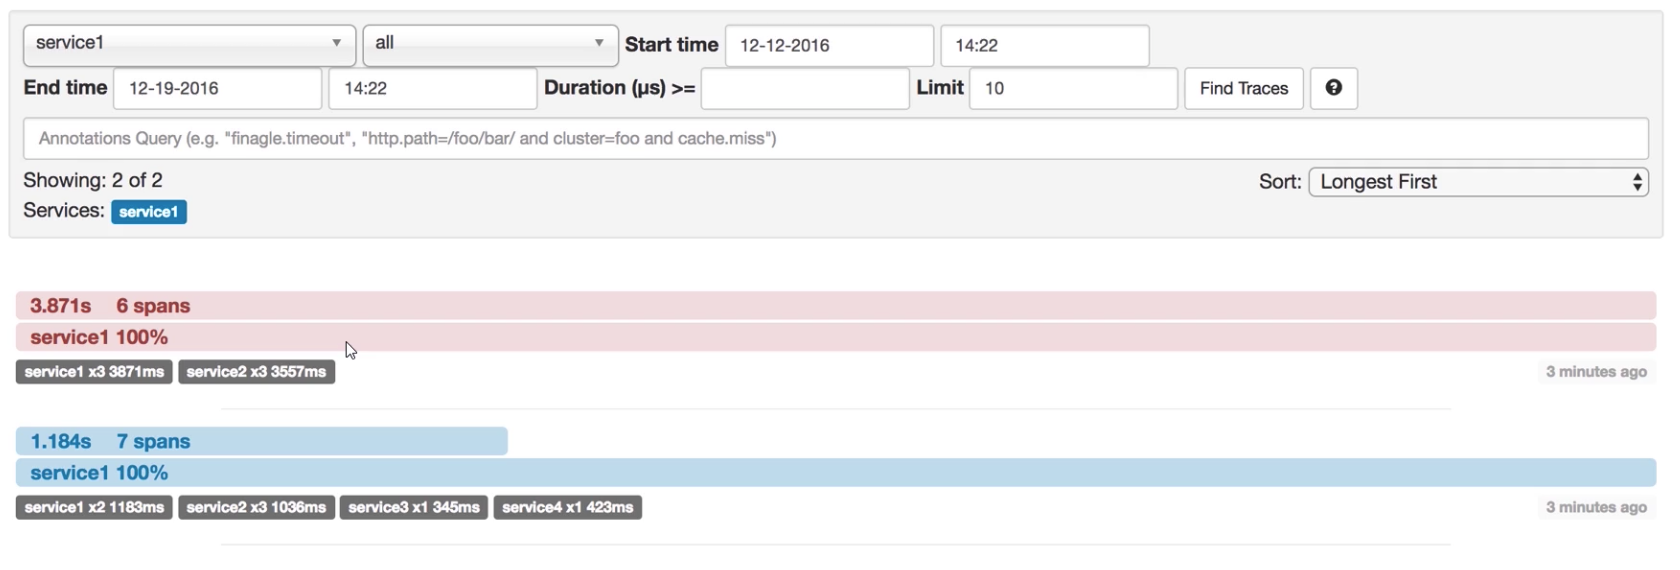 service1 all Start time 12-12-2016 14:22
End time 12-19-2016 14:22 Duration (µs) >= Limit 10 Find Traces ?
Annotations Query (e.g. "finagle.timeout", "http.path=/foo/bar/ and cluster=foo and cache.miss")
Showing: 2 of 2 Sort: Longest First
Services: service1
3.871s 6 spans
service1 100%
service1 x3 3871ms service2 x3 3557ms 3 minutes ago
1.184s 7 spans
service1 100%
service1 x2 1183ms service2 x3 1036ms service3 x1 345ms service4 x1 423ms 3 minutes ago